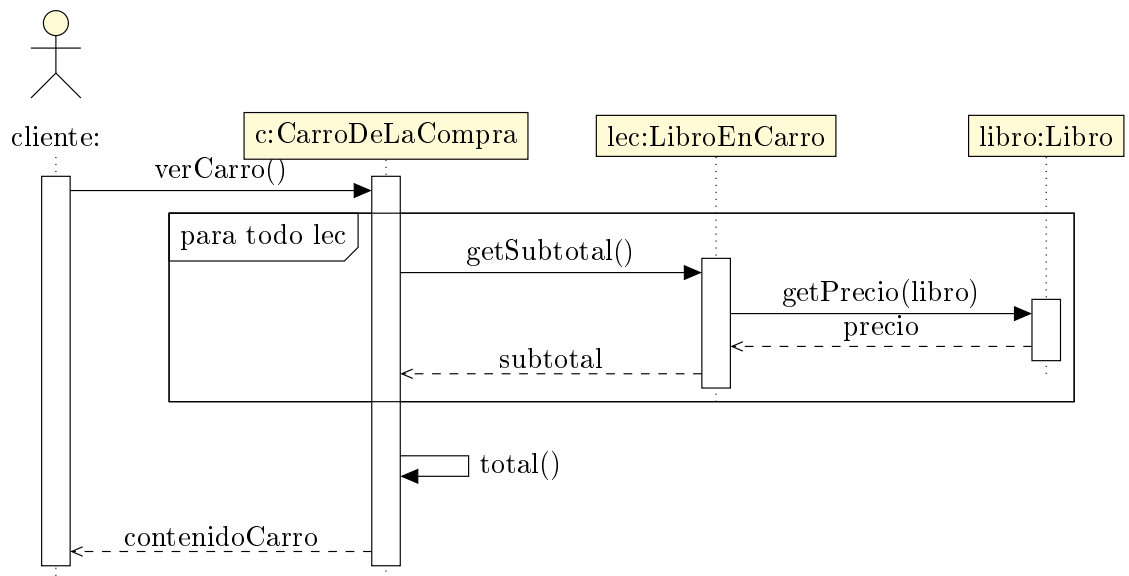 cliente:
c:CarroDeLaCompra
lec:LibroEnCarro
libro:Libro
verCarro()
para todo lec
getSubtotal()
getPrecio(libro)
precio
subtotal
total()
contenidoCarro